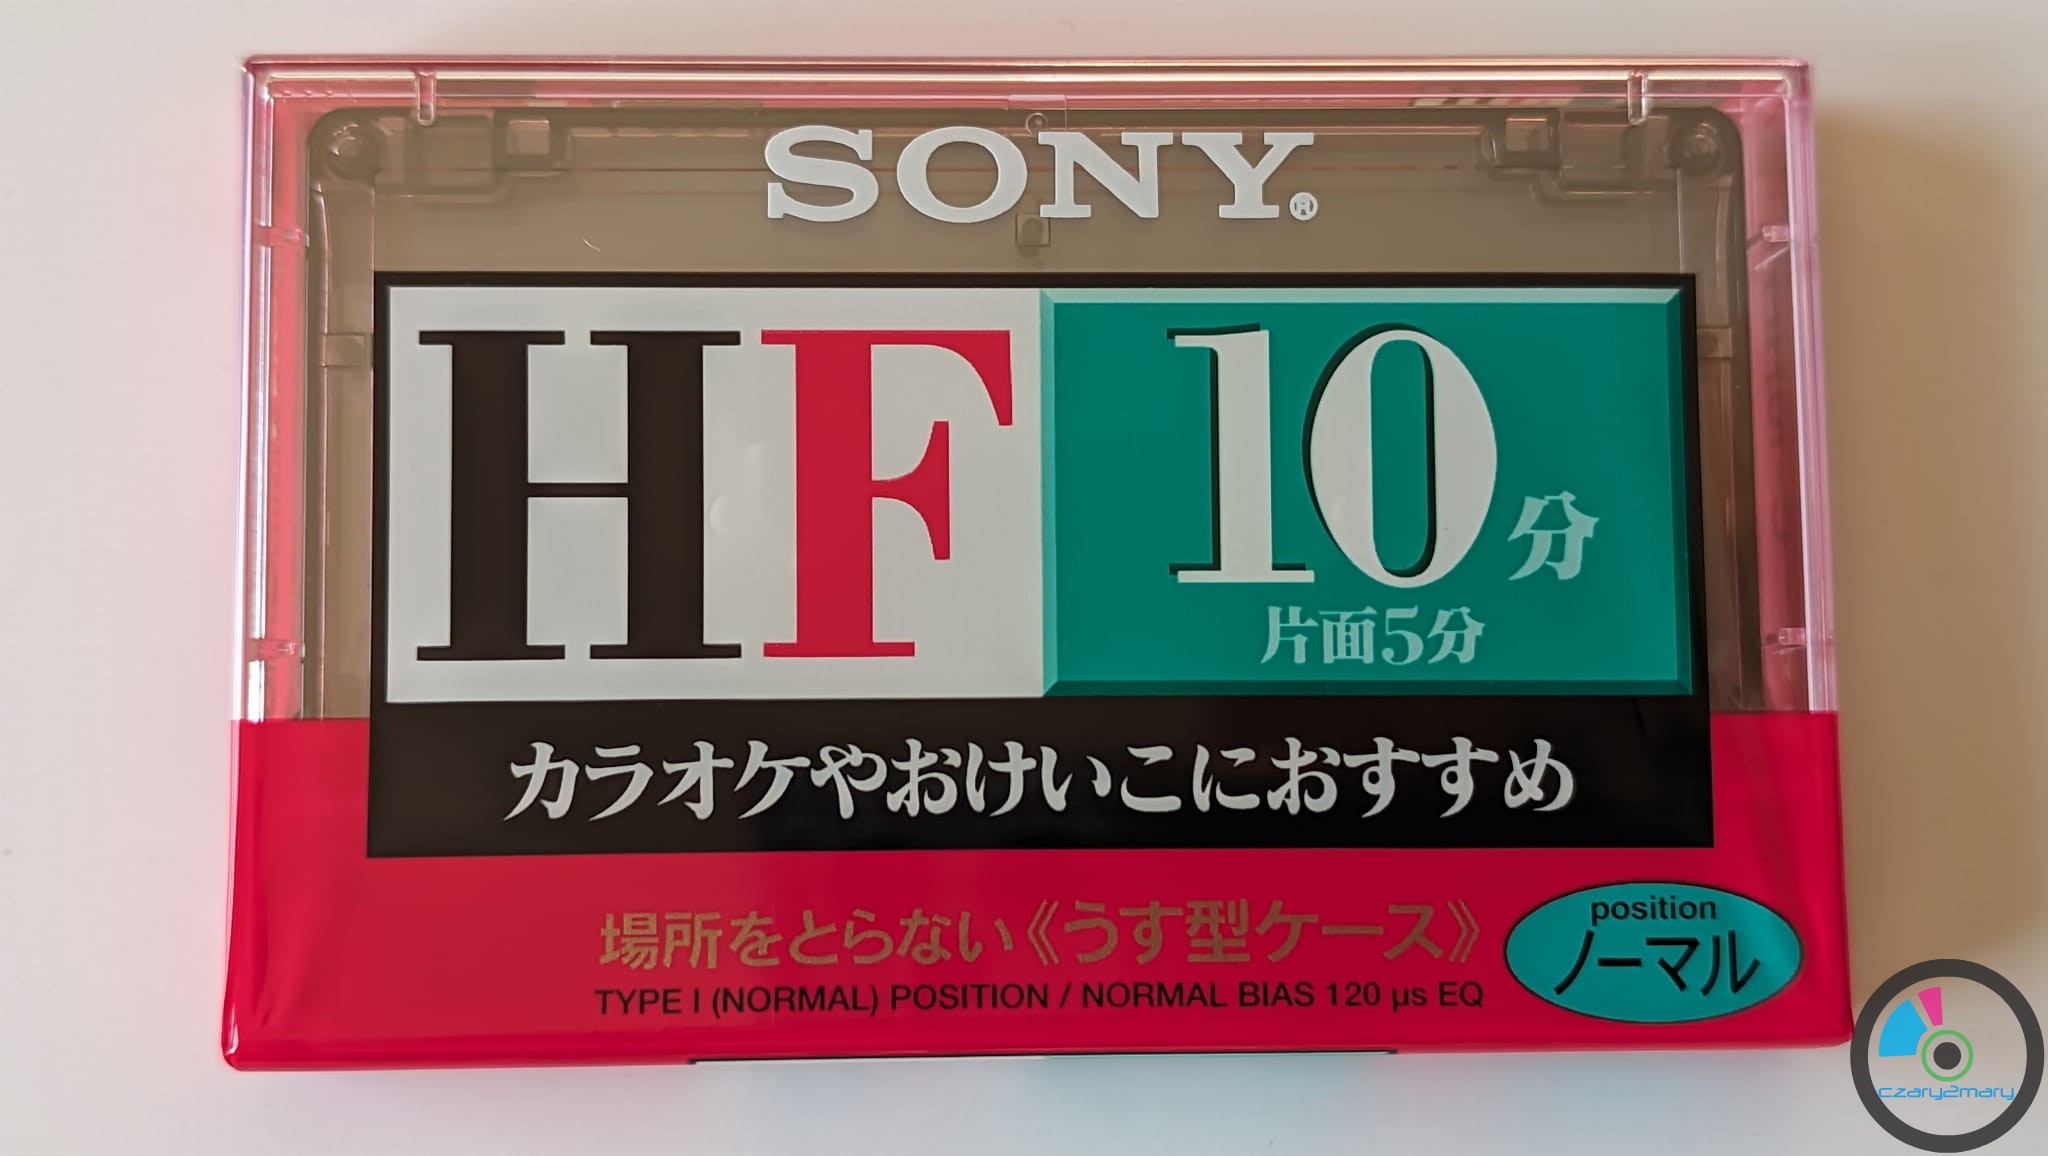 SONY®
HF
10分
片面5分
カラオケやおけいこにおすすめ
場所をとらない《うす型ケース》
TYPE I (NORMAL) POSITION / NORMAL BIAS 120 µs EQ
position
ノーマル
czary2mary